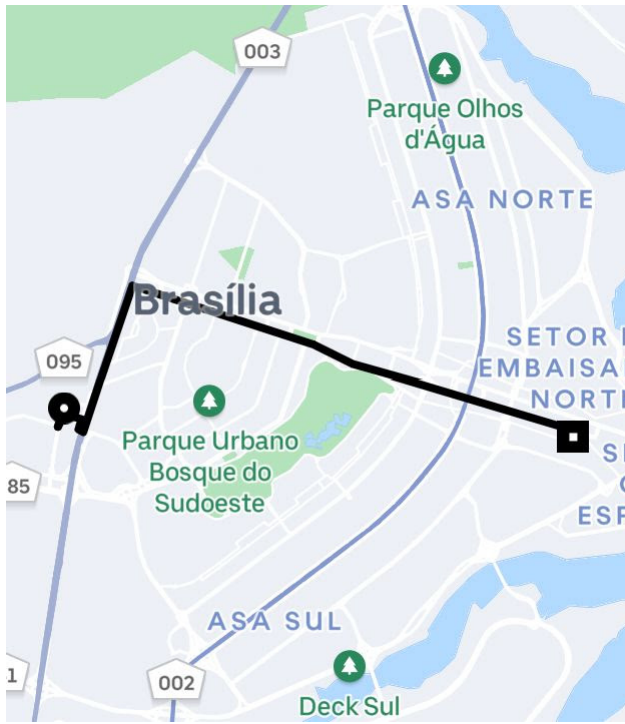 003
Parque Olhos
d'Água
ASA NORTE
Brasília
SETOR
EMBAISA
NORT
095
Parque Urbano
Bosque do
Sudoeste
85
ESP
ASA SUL
002
1
Deck Sul